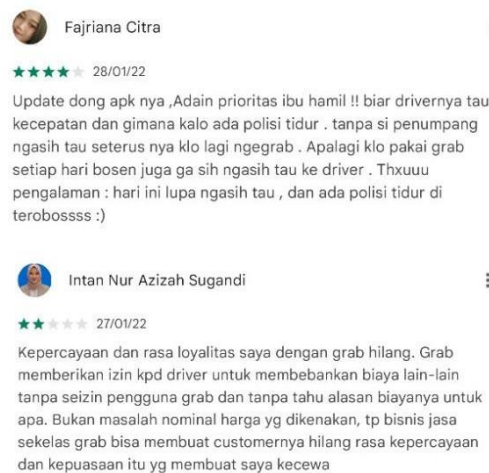 Fajriana Citra
28/01/22
Update dong apk nya ,Adain prioritas ibu hamil !! biar drivernya tau
kecepatan dan gimana kalo ada polisi tidur . tanpa si penumpang
ngasih tau seterus nya klo lagi ngegrab . Apalagi klo pakai grab
setiap hari bosen juga ga sih ngasih tau ke driver . Thxuuu
pengalaman : hari ini lupa ngasih tau , dan ada polisi tidur di
terobossss :)
Intan Nur Azizah Sugandi
27/01/22
Kepercayaan dan rasa loyalitas saya dengan grab hilang. Grab
memberikan izin kpd driver untuk membebankan biaya lain-lain
tanpa seizin pengguna grab dan tanpa tahu alasan biayanya untuk
apa. Bukan masalah nominal harga yg dikenakan, tp bisnis jasa
sekelas grab bisa membuat customernya hilang rasa kepercayaan
dan kepuasaan itu yg membuat saya kecewa